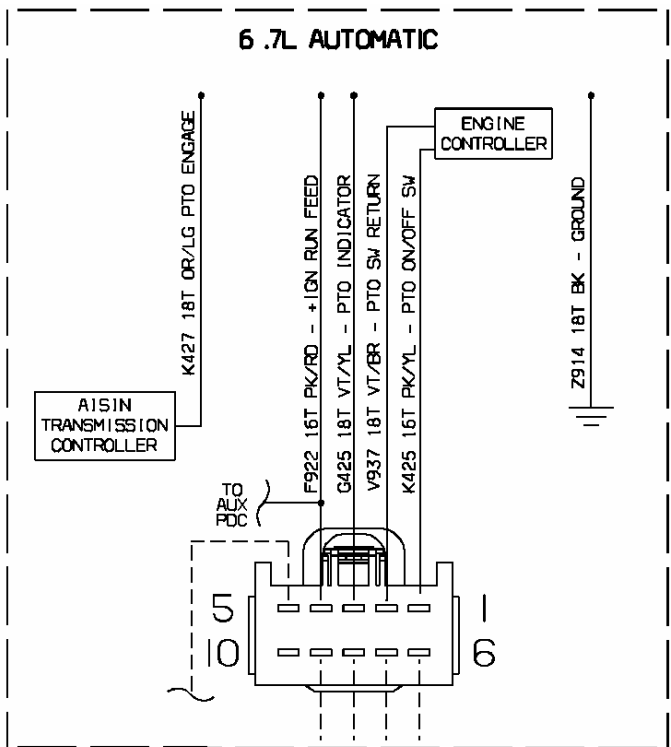 6 .7L AUTOMATIC
K427 18T OR/LG PTO ENGAGE
F922 16T PK/RD - +IGN RUN FEED
G425 18T VT/YL - PTO INDICATOR
V937 18T VT/BR - PTO SW RETURN
K425 16T PK/YL - PTO ON/OFF SW
ENGINE
CONTROLLER
Z914 18T BK - GROUND
AISIN
TRANSMISSION
CONTROLLER
TO
AUX
PDC
5
1
10
6